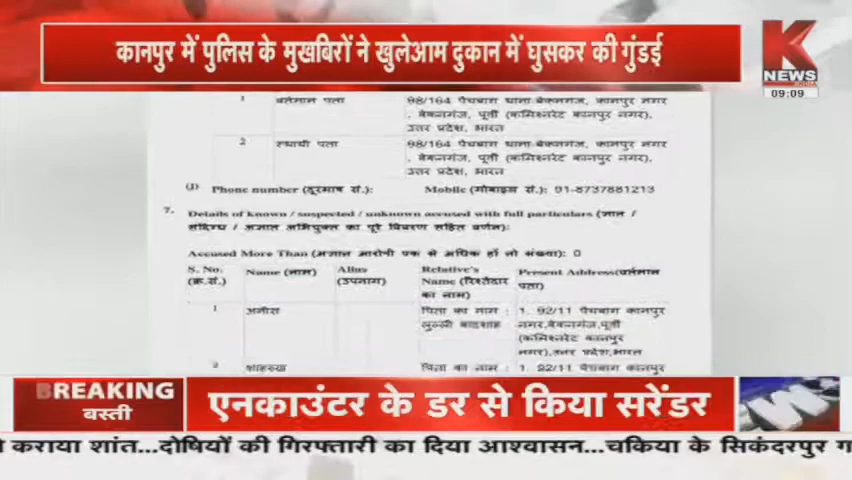 कानपुर में पुलिस के मुखबिरों ने खुलेआम दुकान में घुसकर की गुंडई
K
NEWS
INDIA
09:09
1 वर्तमान पता 98/164 पेचबाग थाना-बेकनगंज, कानपुर नगर
, बेकनगंज, पूर्वी (कमिश्नरेट कानपुर नगर),
उत्तर प्रदेश, भारत
2 स्थायी पता 98/164 पेचबाग थाना-बेकनगंज, कानपुर नगर
, बेकनगंज, पूर्वी (कमिश्नरेट कानपुर नगर),
उत्तर प्रदेश, भारत
(J) Phone number (दूरभाष सं.): Mobile (मोबाइल सं.): 91-8737881213
7. Details of known / suspected / unknown accused with full particulars (ज्ञात /
संदिग्ध / अज्ञात अभियुक्त का पूरे विवरण सहित वर्णन):
Accused More Than (अज्ञात आरोपी एक से अधिक हों तो संख्या): 0
S. No. Name (नाम) Alias Relative's Present Address(वर्तमान
(क्र.सं.) (उपनाम) Name (रिश्तेदार पता)
का नाम)
1 अनीस पिता का नाम : 1. 92/11 पेचबाग कानपुर
लुल्ली बादशाह नगर,बेकनगंज,पूर्वी
(कमिश्नरेट कानपुर
नगर),उत्तर प्रदेश,भारत
2 शाहरुख पिता का नाम : 1. 92/11 पेचबाग कानपुर
BREAKING
बस्ती
एनकाउंटर के डर से किया सरेंडर
कराया शांत...दोषियों की गिरफ्तारी का दिया आश्वासन...चकिया के सिकंदरपुर